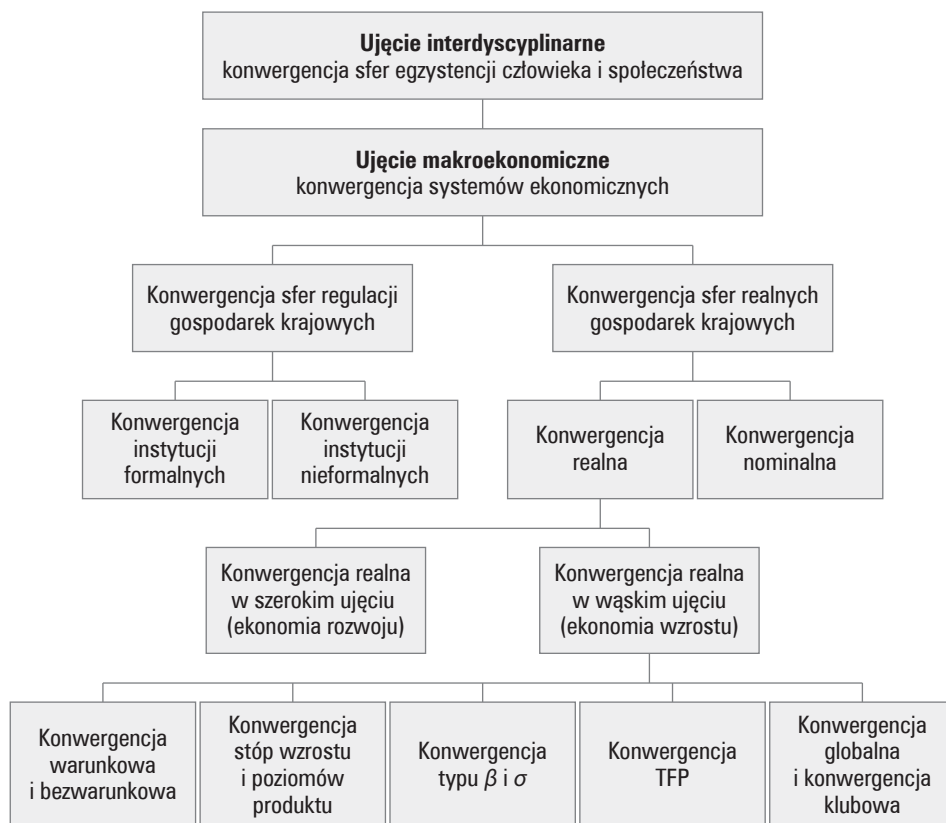 Ujęcie interdyscyplinarne
konwergencja sfer egzystencji człowieka i społeczeństwa
Ujęcie makroekonomiczne
konwergencja systemów ekonomicznych
Konwergencja sfer regulacji
gospodarek krajowych
Konwergencja sfer realnych
gospodarek krajowych
Konwergencja
instytucji
formalnych
Konwergencja
instytucji
nieformalnych
Konwergencja
realna
Konwergencja
nominalna
Konwergencja realna
w szerokim ujęciu
(ekonomia rozwoju)
Konwergencja realna
w wąskim ujęciu
(ekonomia wzrostu)
Konwergencja
warunkowa
i bezwarunkowa
Konwergencja
stóp wzrostu
i poziomów
produktu
Konwergencja
typu β i σ
Konwergencja
TFP
Konwergencja
globalna
i konwergencja
klubowa